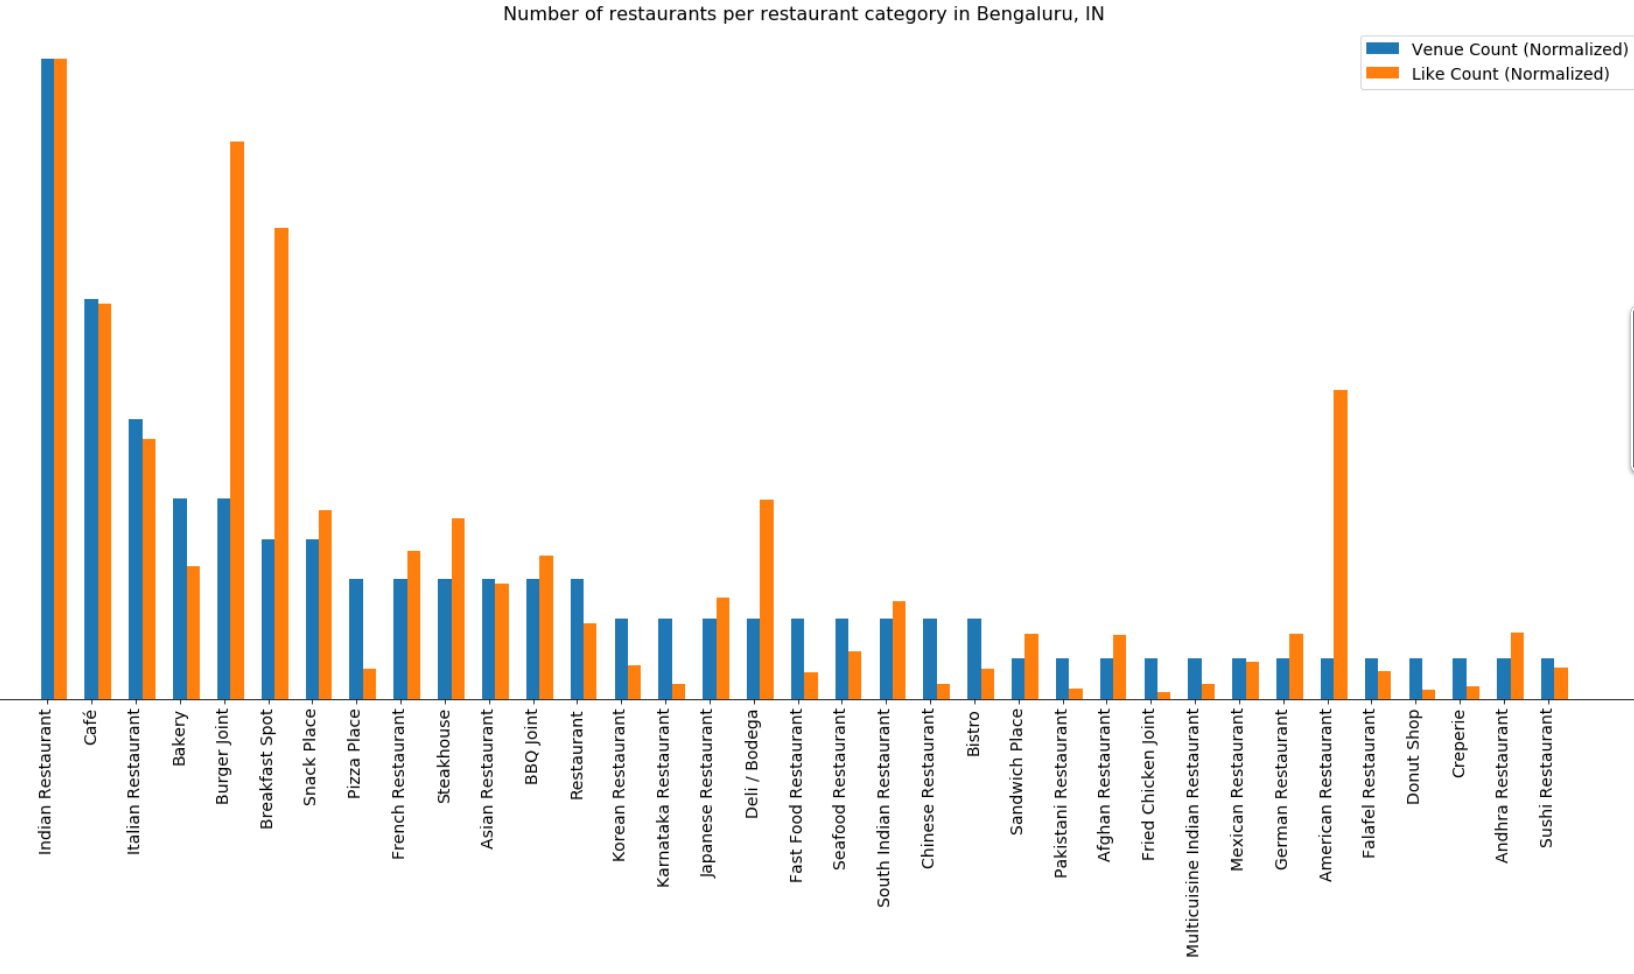 Number of restaurants per restaurant category in Bengaluru, IN
Venue Count (Normalized)
Like Count (Normalized)
Indian Restaurant
Café
Italian Restaurant
Bakery
Burger Joint
Breakfast Spot
Snack Place
Pizza Place
French Restaurant
Steakhouse
Asian Restaurant
BBQ Joint
Restaurant
Korean Restaurant
Karnataka Restaurant
Japanese Restaurant
Deli / Bodega
Fast Food Restaurant
Seafood Restaurant
South Indian Restaurant
Chinese Restaurant
Bistro
Sandwich Place
Pakistani Restaurant
Afghan Restaurant
Fried Chicken Joint
Multicuisine Indian Restaurant
Mexican Restaurant
German Restaurant
American Restaurant
Falafel Restaurant
Donut Shop
Creperie
Andhra Restaurant
Sushi Restaurant